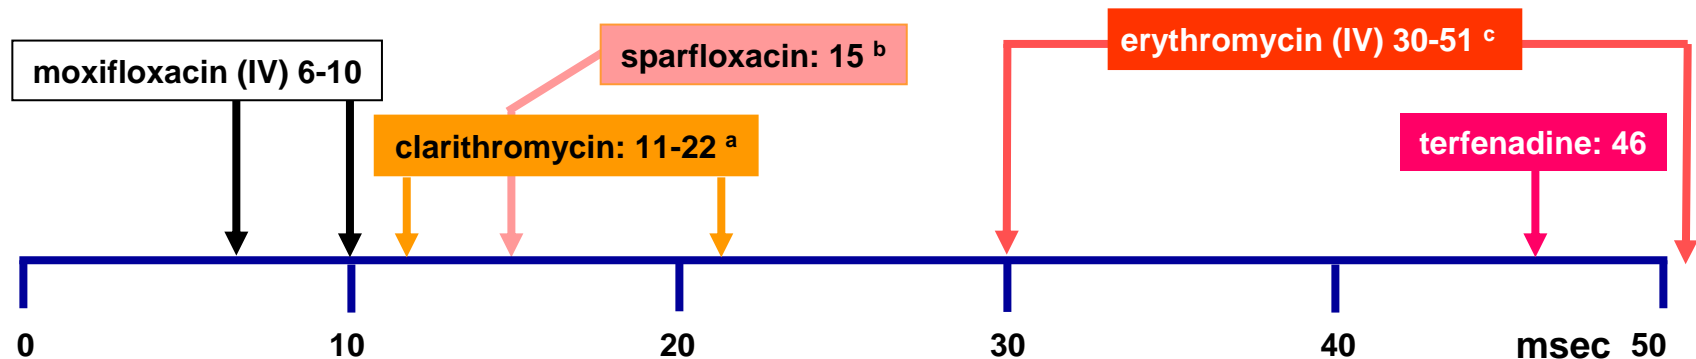 moxifloxacin (IV) 6-10
sparfloxacin: 15 b
erythromycin (IV) 30-51 c
clarithromycin: 11-22 a
terfenadine: 46
0 10 20 30 40 msec 50